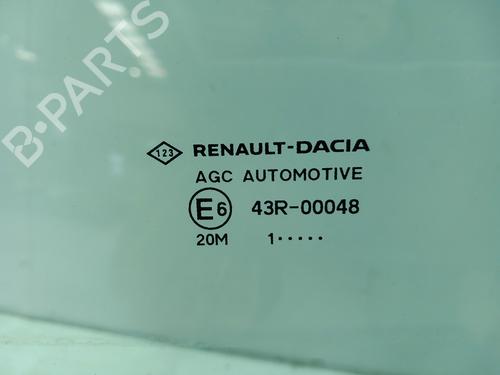 B-PARTS
123 RENAULT-DACIA
AGC AUTOMOTIVE
E6 43R-00048
20M 1·····